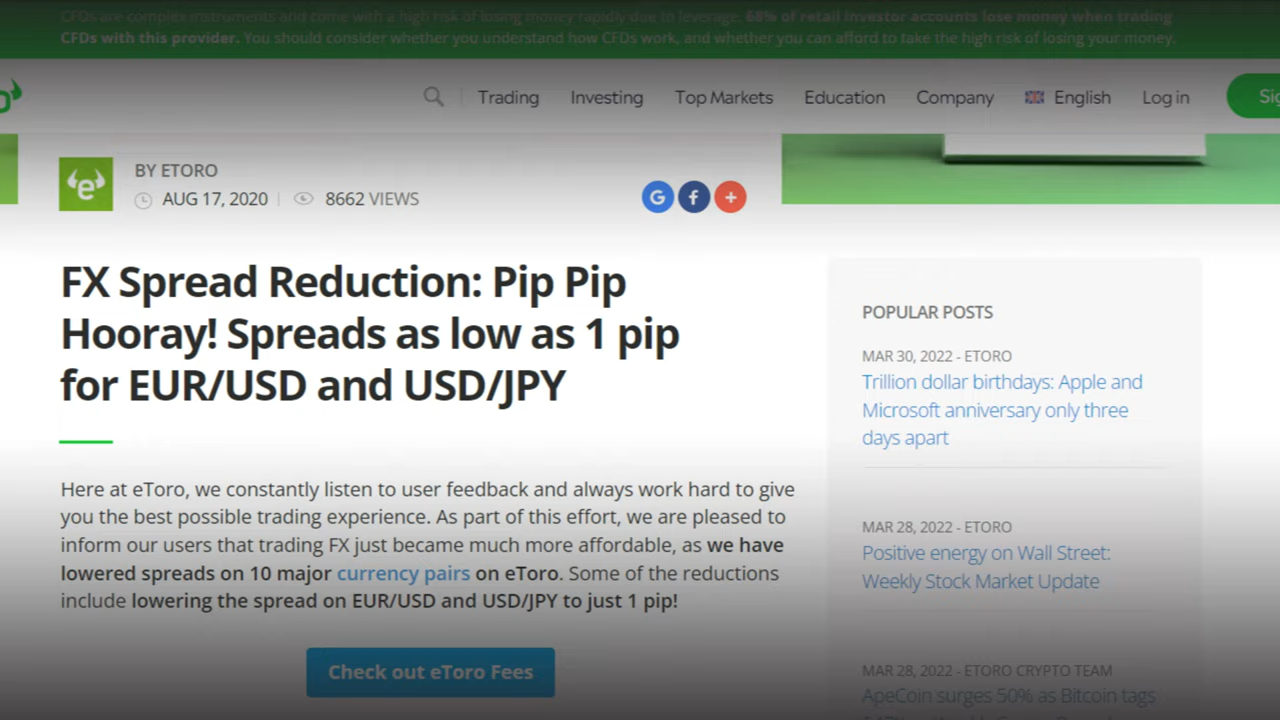 CFDs are complex instruments and come with a high risk of losing money rapidly due to leverage. 68% of retail investor accounts lose money when trading
CFDs with this provider. You should consider whether you understand how CFDs work, and whether you can afford to take the high risk of losing your money.
Trading Investing Top Markets Education Company English Log in
BY ETORO
AUG 17, 2020 8662 VIEWS
G f +
FX Spread Reduction: Pip Pip
Hooray! Spreads as low as 1 pip
for EUR/USD and USD/JPY
Here at eToro, we constantly listen to user feedback and always work hard to give
you the best possible trading experience. As part of this effort, we are pleased to
inform our users that trading FX just became much more affordable, as we have
lowered spreads on 10 major currency pairs on eToro. Some of the reductions
include lowering the spread on EUR/USD and USD/JPY to just 1 pip!
Check out eToro Fees
POPULAR POSTS
MAR 30, 2022 - ETORO
Trillion dollar birthdays: Apple and
Microsoft anniversary only three
days apart
MAR 28, 2022 - ETORO
Positive energy on Wall Street:
Weekly Stock Market Update
MAR 28, 2022 - ETORO CRYPTO TEAM
ApeCoin surges 50% as Bitcoin tags